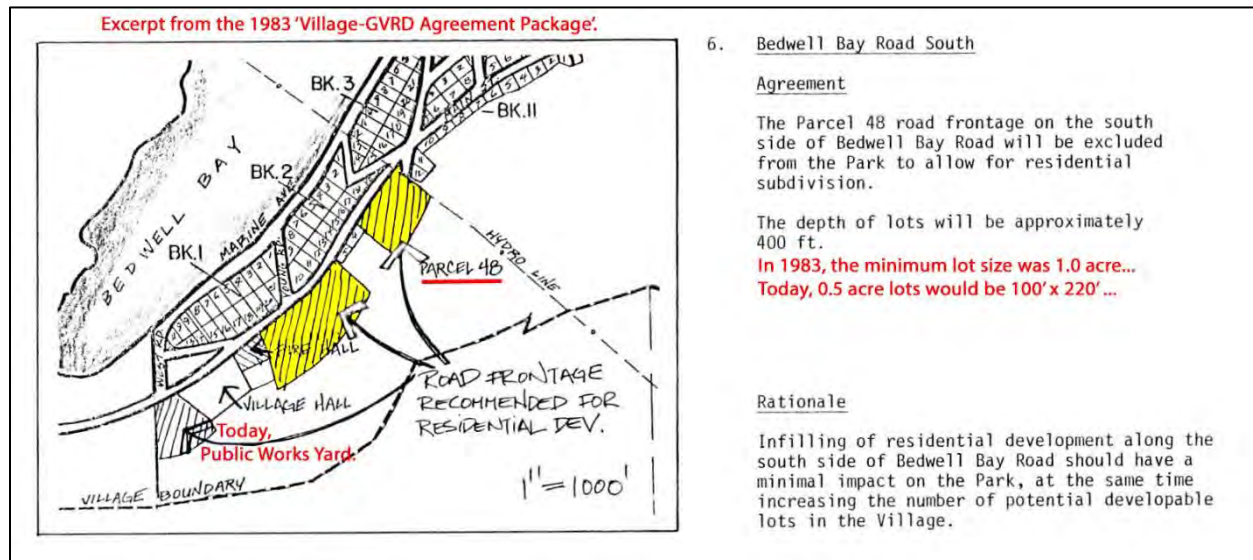 Excerpt from the 1983 'Village-GVRD Agreement Package'.
BK.3
BK.11
BEDWELL BAY
BK.2
MARINE AVE
BK.1
HYDRO LINE
PARCEL 48
FIRE HALL
VILLAGE HALL
ROAD FRONTAGE
RECOMMENDED FOR
RESIDENTIAL DEV.
Today,
Public Works Yard.
VILLAGE BOUNDARY
1"=1000'
6. Bedwell Bay Road South
Agreement
The Parcel 48 road frontage on the south
side of Bedwell Bay Road will be excluded
from the Park to allow for residential
subdivision.
The depth of lots will be approximately
400 ft.
In 1983, the minimum lot size was 1.0 acre...
Today, 0.5 acre lots would be 100' x 220' ...
Rationale
Infilling of residential development along the
south side of Bedwell Bay Road should have a
minimal impact on the Park, at the same time
increasing the number of potential developable
lots in the Village.